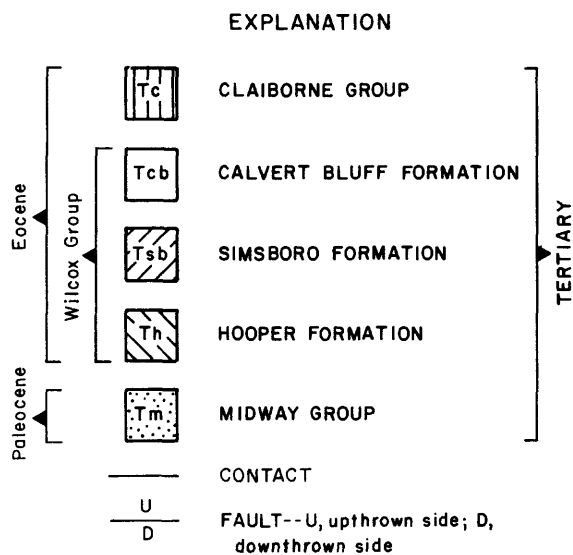 EXPLANATION
Tc CLAIBORNE GROUP
Tcb CALVERT BLUFF FORMATION
Tsb SIMSBORO FORMATION
Th HOOPER FORMATION
Tm MIDWAY GROUP
Eocene
Wilcox Group
Paleocene
TERTIARY
CONTACT
U
D
FAULT--U, upthrown side; D,
downthrown side